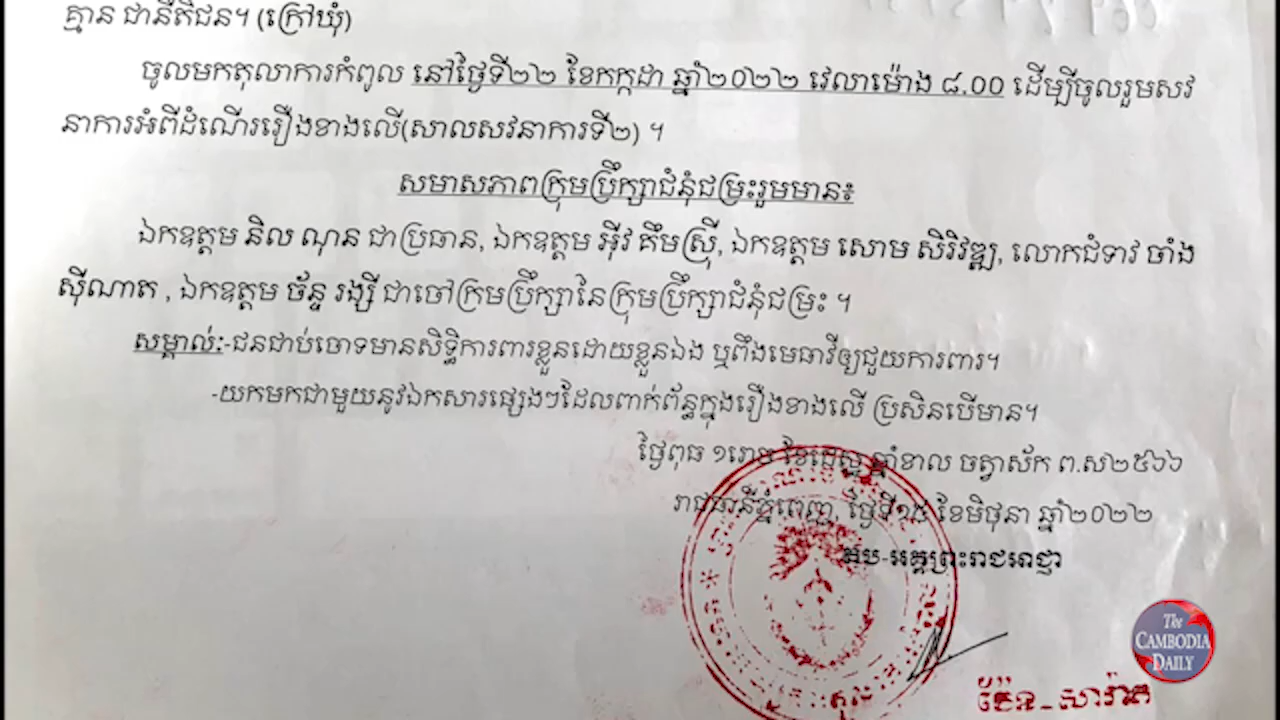 គ្មាន ជានីតិជន។ (ក្រៅឃុំ)
ចូលមកតុលាការកំពូល នៅថ្ងៃទី២២ ខែកក្កដា ឆ្នាំ២០២២ វេលាម៉ោង ៨.០០ ដើម្បីចូលរួមសវ
នាការអំពីដំណើររឿងខាងលើ(សាលសវនាការទី២) ។
សមាសភាពក្រុមប្រឹក្សាជំនុំជម្រះរួមមាន៖
ឯកឧត្តម និល ណុន ជាប្រធាន, ឯកឧត្តម អ៊ីវ គឹមស្រ៊ី, ឯកឧត្តម សោម សិរិវឌ្ឍ, លោកជំទាវ ចាំង
ស៊ីណាត , ឯកឧត្តម ច័ន្ទ រង្សី ជាចៅក្រមប្រឹក្សានៃក្រុមប្រឹក្សាជំនុំជម្រះ ។
សម្គាល់:-ជនជាប់ចោទមានសិទ្ធិការពារខ្លួនដោយខ្លួនឯង ឬពឹងមេធាវីឲ្យជួយការពារ។
-យកមកជាមួយនូវឯកសារផ្សេងៗដែលពាក់ព័ន្ធក្នុងរឿងខាងលើ ប្រសិនបើមាន។
ថ្ងៃពុធ ១រោច ខែជេស្ឋ ឆ្នាំខាល ចត្វាស័ក ព.ស២៥៦៦
រាជធានីភ្នំពេញ, ថ្ងៃទី១៥ ខែមិថុនា ឆ្នាំ២០២២
តប-អគ្គព្រះរាជអាជ្ញា
The
CAMBODIA
DAILY